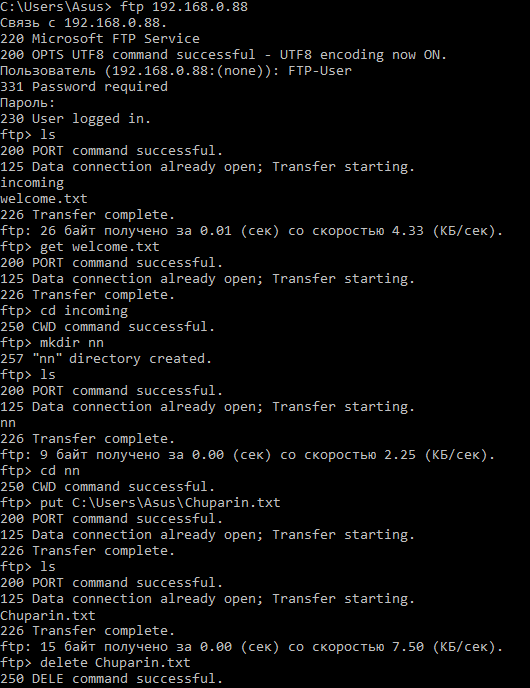 C:\Users\Asus> ftp 192.168.0.88
Связь с 192.168.0.88.
220 Microsoft FTP Service
200 OPTS UTF8 command successful - UTF8 encoding now ON.
Пользователь (192.168.0.88:(none)): FTP-User
331 Password required
Пароль:
230 User logged in.
ftp> ls
200 PORT command successful.
125 Data connection already open; Transfer starting.
incoming
welcome.txt
226 Transfer complete.
ftp: 26 байт получено за 0.01 (сек) со скоростью 4.33 (КБ/сек).
ftp> get welcome.txt
200 PORT command successful.
125 Data connection already open; Transfer starting.
226 Transfer complete.
ftp> cd incoming
250 CWD command successful.
ftp> mkdir nn
257 "nn" directory created.
ftp> ls
200 PORT command successful.
125 Data connection already open; Transfer starting.
nn
226 Transfer complete.
ftp: 9 байт получено за 0.00 (сек) со скоростью 2.25 (КБ/сек).
ftp> cd nn
250 CWD command successful.
ftp> put C:\Users\Asus\Chuparin.txt
200 PORT command successful.
125 Data connection already open; Transfer starting.
226 Transfer complete.
ftp> ls
200 PORT command successful.
125 Data connection already open; Transfer starting.
Chuparin.txt
226 Transfer complete.
ftp: 15 байт получено за 0.00 (сек) со скоростью 7.50 (КБ/сек).
ftp> delete Chuparin.txt
250 DELE command successful.